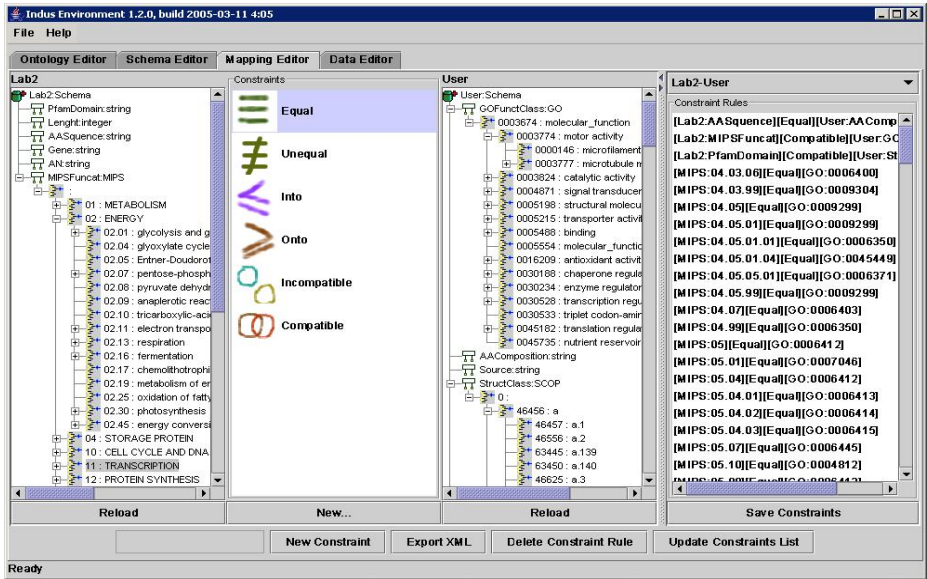 Indus Environment 1.2.0, build 2005-03-11 4:05
File Help
Ontology Editor Schema Editor Mapping Editor Data Editor
Lab2
Lab2:Schema
PfamDomain:string
Lenght:integer
AASquence:string
Gene:string
AN:string
MIPSFuncat:MIPS
:
01 : METABOLISM
02 : ENERGY
02.01 : glycolysis and g
02.04 : glyoxylate cycle
02.05 : Entner-Doudorof
02.07 : pentose-phosph
02.08 : pyruvate dehydr
02.09 : anaplerotic reac
02.10 : tricarboxylic-aci
02.11 : electron transpo
02.13 : respiration
02.16 : fermentation
02.17 : chemolithotrophi
02.19 : metabolism of er
02.25 : oxidation of fatty
02.30 : photosynthesis
02.45 : energy conversi
04 : STORAGE PROTEIN
10 : CELL CYCLE AND DNA
11 : TRANSCRIPTION
12 : PROTEIN SYNTHESIS
Reload
Constraints
Equal
Unequal
Into
Onto
Incompatible
Compatible
New...
User
User:Schema
GOFunctClass:GO
0003674 : molecular_function
0003774 : motor activity
0000146 : microfilament
0003777 : microtubule m
0003824 : catalytic activity
0004871 : signal transducer
0005198 : structural molecu
0005215 : transporter activit
0005488 : binding
0005554 : molecular_functio
0016209 : antioxidant activit
0030188 : chaperone regula
0030234 : enzyme regulator
0030528 : transcription regu
0030533 : triplet codon-amir
0045182 : translation regula
0045735 : nutrient reservoir
AAComposition:string
Source:string
StructClass:SCOP
0 :
46456 : a
46457 : a.1
46556 : a.2
63445 : a.139
63450 : a.140
46625 : a.3
Reload
Lab2-User
Constraint Rules
[Lab2:AASquence][Equal][User:AAComp
[Lab2:MIPSFuncat][Compatible][User:GC
[Lab2:PfamDomain][Compatible][User:St
[MIPS:04.03.06][Equal][GO:0006400]
[MIPS:04.03.99][Equal][GO:0009304]
[MIPS:04.05][Equal][GO:0009299]
[MIPS:04.05.01][Equal][GO:0009299]
[MIPS:04.05.01.01][Equal][GO:0006350]
[MIPS:04.05.01.04][Equal][GO:0045449]
[MIPS:04.05.05.01][Equal][GO:0006371]
[MIPS:04.05.99][Equal][GO:0009299]
[MIPS:04.07][Equal][GO:0006403]
[MIPS:04.99][Equal][GO:0006350]
[MIPS:05][Equal][GO:0006412]
[MIPS:05.01][Equal][GO:0007046]
[MIPS:05.04][Equal][GO:0006412]
[MIPS:05.04.01][Equal][GO:0006413]
[MIPS:05.04.02][Equal][GO:0006414]
[MIPS:05.04.03][Equal][GO:0006415]
[MIPS:05.07][Equal][GO:0006445]
[MIPS:05.10][Equal][GO:0004812]
Save Constraints
New Constraint Export XML Delete Constraint Rule Update Constraints List
Ready